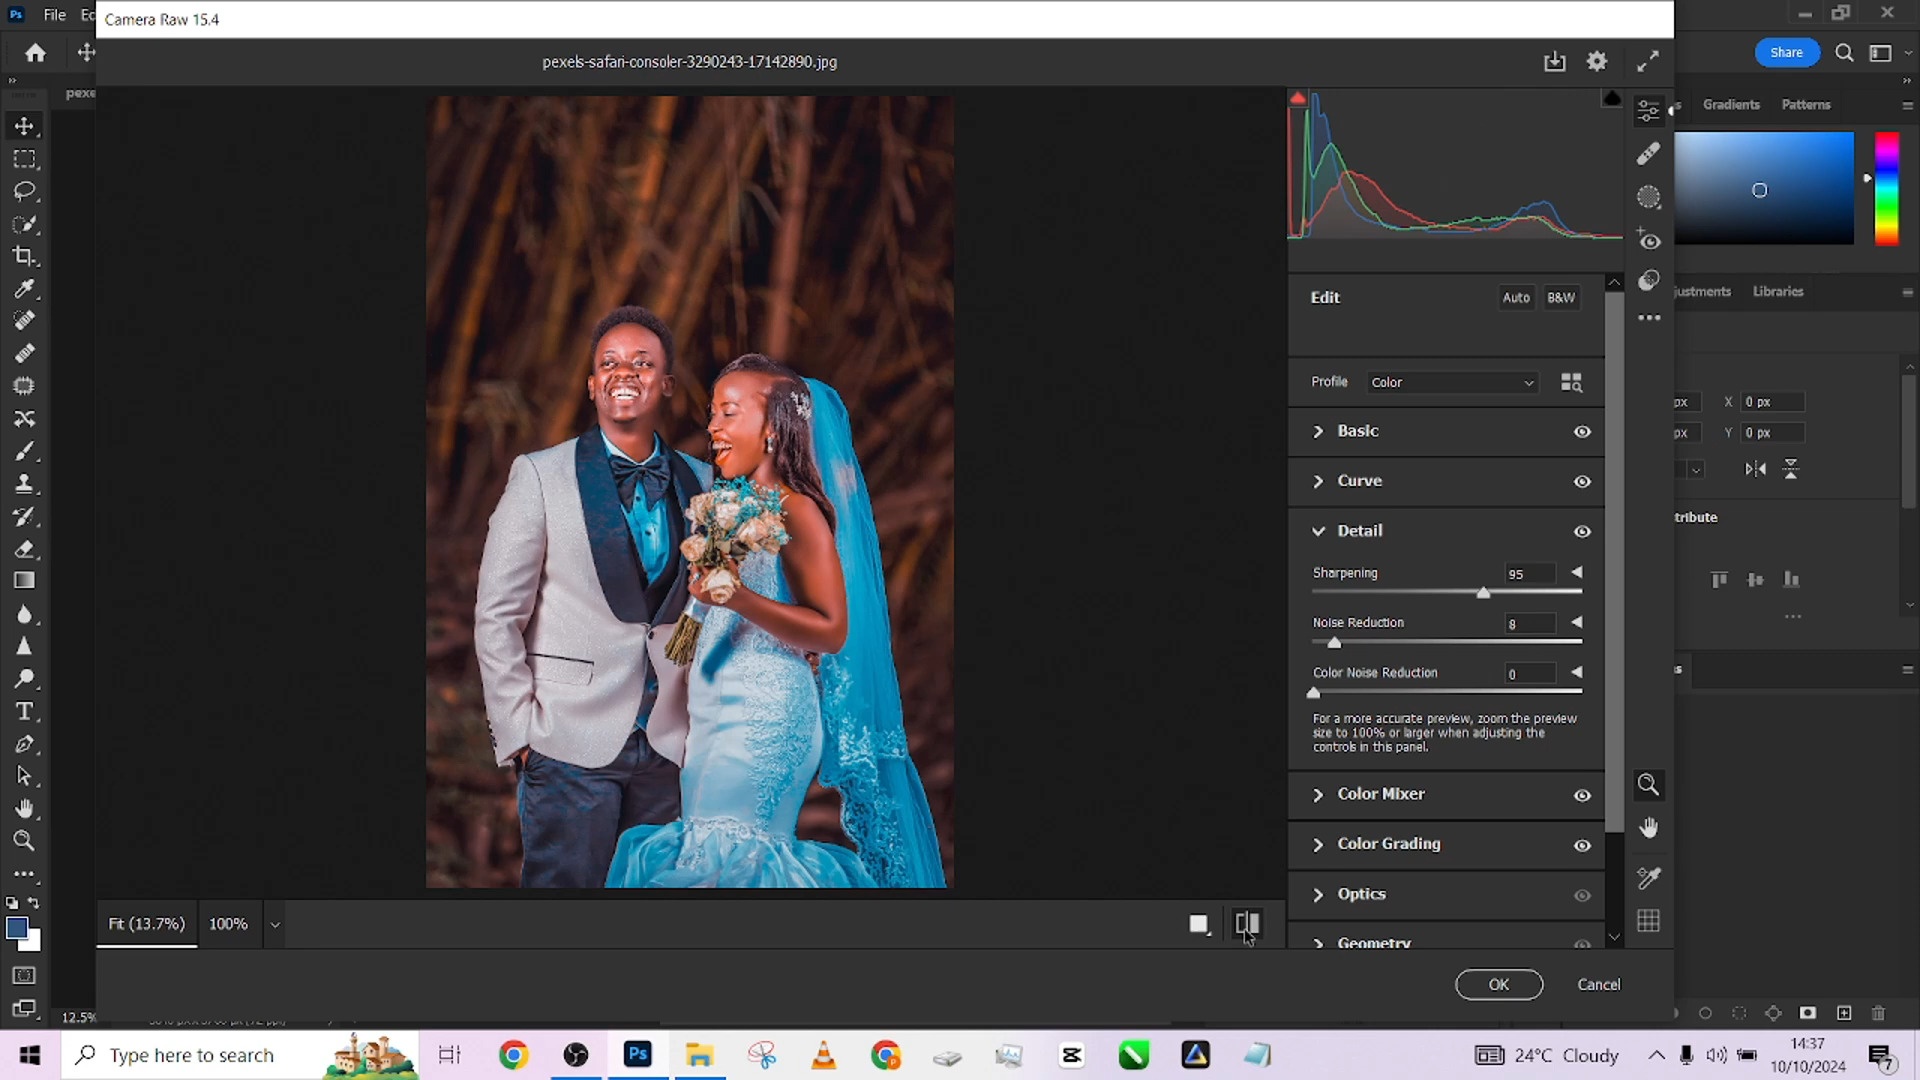 Camera Raw 15.4
File
pexels-safari-consoler-3290243-17142890.jpg
Share
Gradients
Patterns
Edit
Auto
B&W
Profile
Color
Basic
Curve
Detail
Sharpening
95
Noise Reduction
8
Color Noise Reduction
0
For a more accurate preview, zoom the preview
size to 100% or larger when adjusting the
controls in this panel.
Color Mixer
Color Grading
Optics
Geometry
Libraries
px
X
0 px
px
Y
0 px
Fit (13.7%)
100%
OK
Cancel
12.5%
Type here to search
24°C Cloudy
14:37
10/10/2024
7